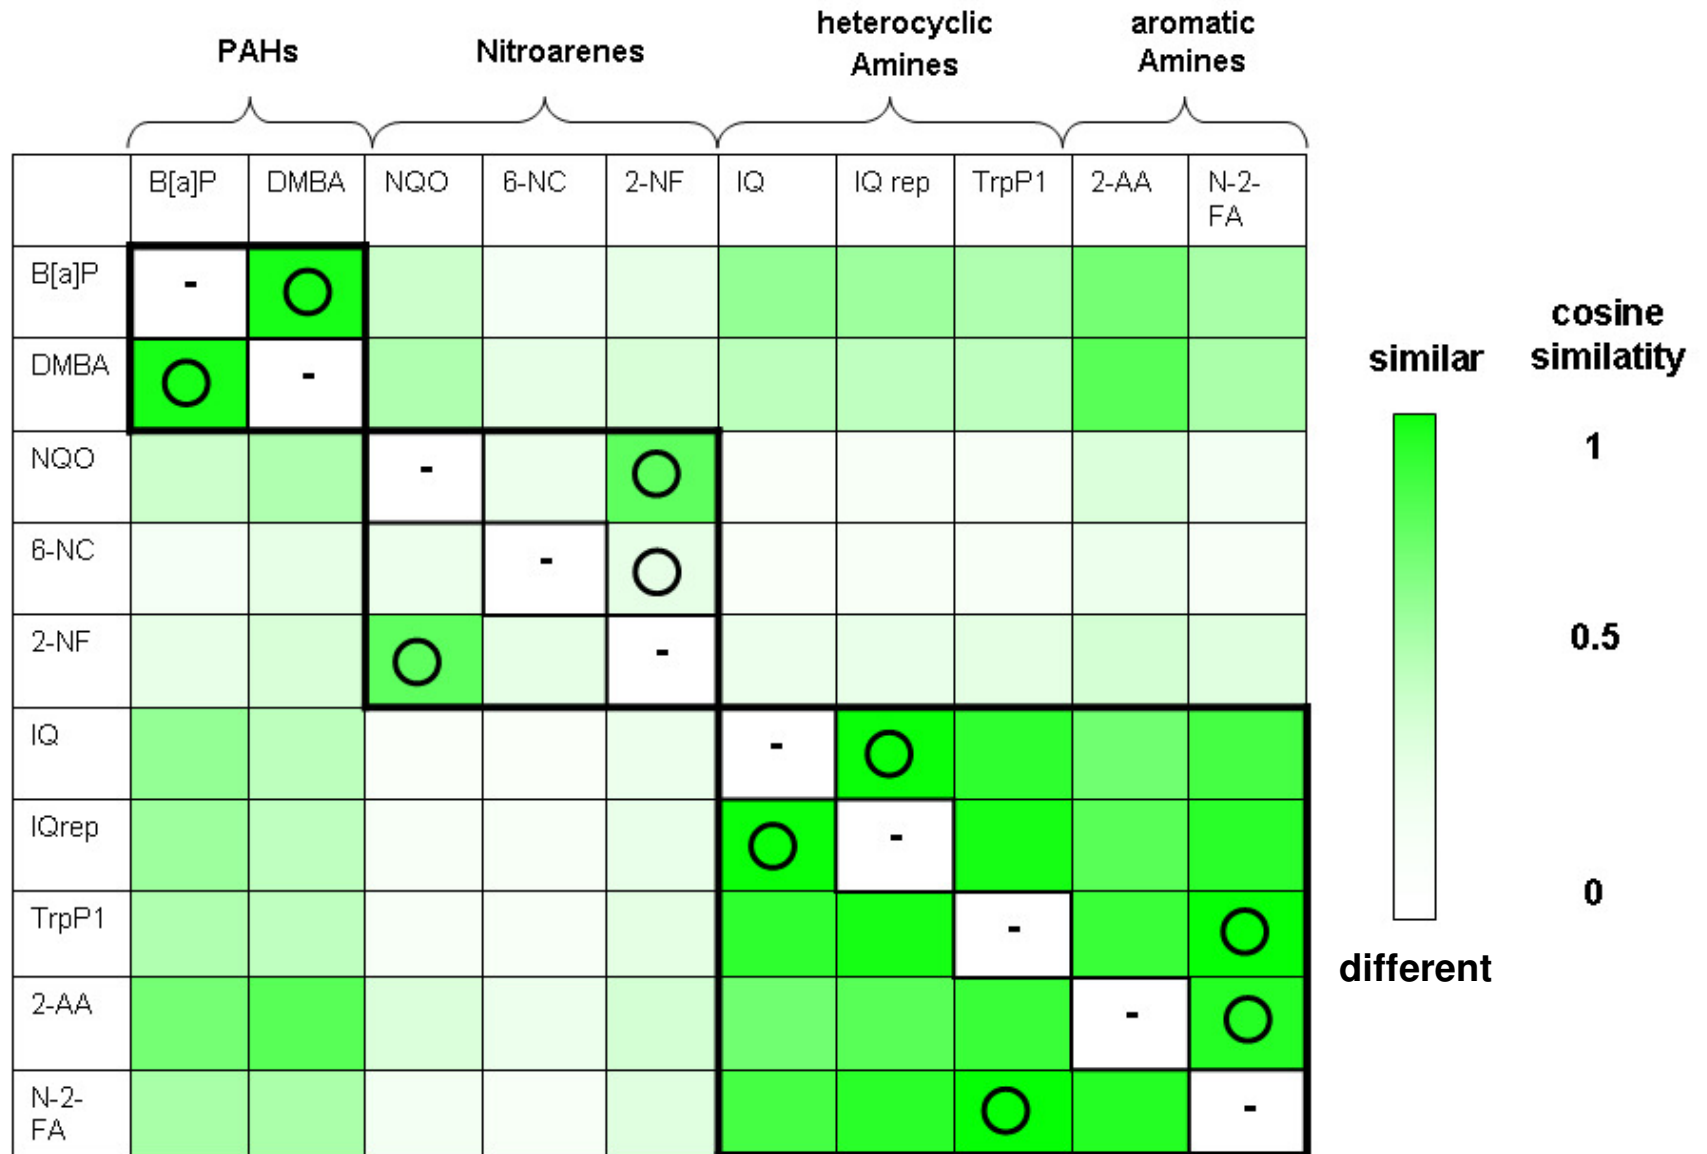 PAHs
Nitroarenes
heterocyclic
Amines
aromatic
Amines
B[a]P DMBA NQO 6-NC 2-NF IQ IQ rep TrpP1 2-AA N-2-
FA
B[a]P -
DMBA -
NQO -
6-NC -
2-NF -
IQ -
IQrep -
TrpP1 -
2-AA -
N-2-
FA -
similar
cosine
similatity
1
0.5
0
different